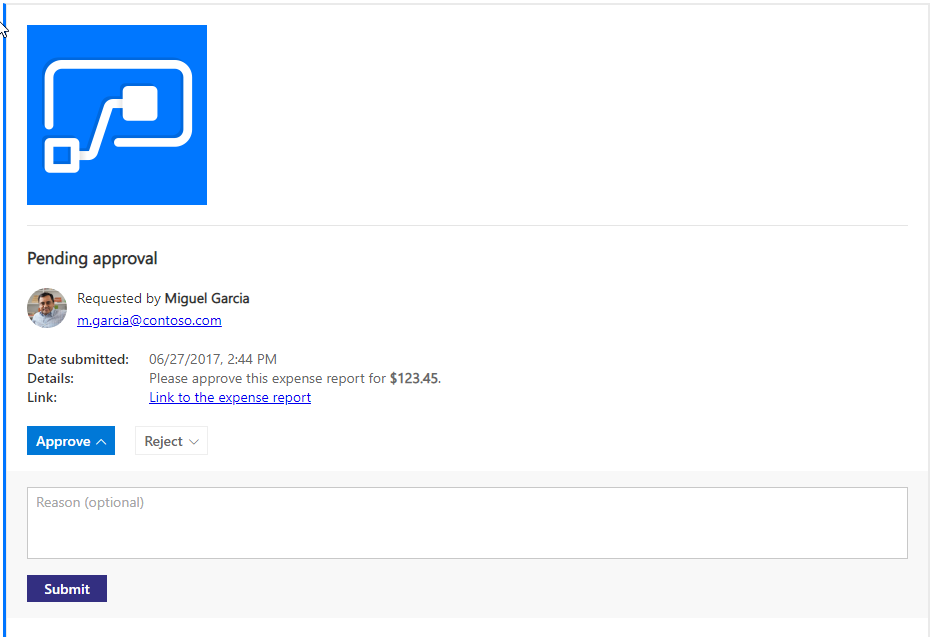 Pending approval
Requested by Miguel Garcia
m.garcia@contoso.com
Date submitted: 06/27/2017, 2:44 PM
Details: Please approve this expense report for $123.45.
Link: Link to the expense report
Approve Reject
Reason (optional)
Submit